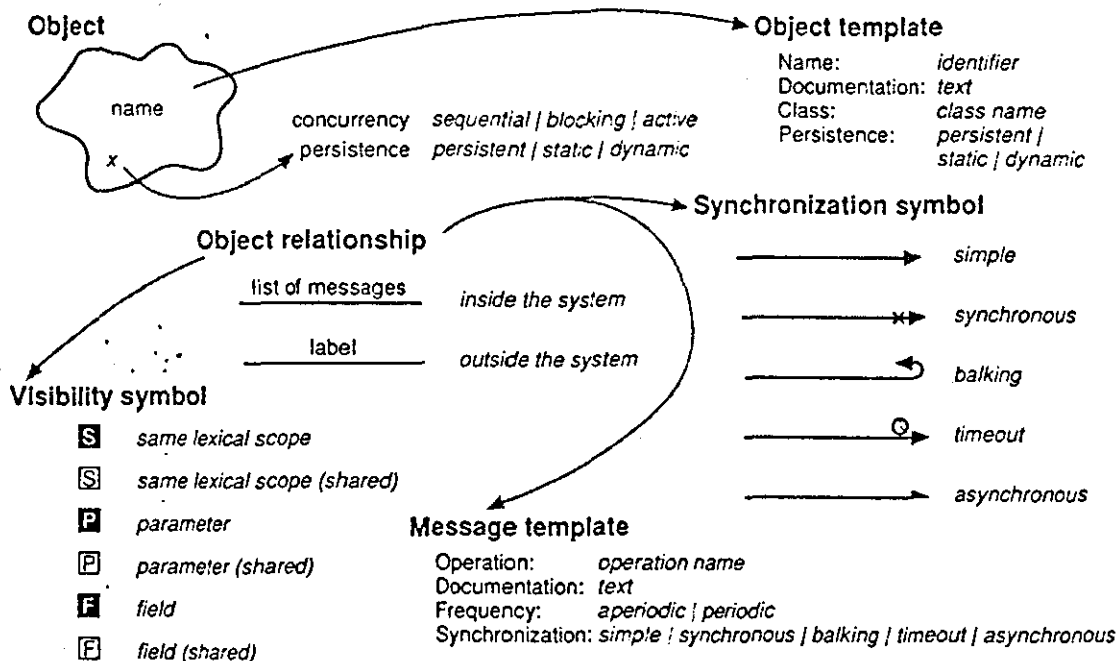 Object
name
x
concurrency sequential | blocking | active
persistence persistent | static | dynamic
Object template
Name: identifier
Documentation: text
Class: class name
Persistence: persistent |
static | dynamic
Object relationship
list of messages inside the system
label outside the system
Synchronization symbol
simple
synchronous
balking
timeout
asynchronous
Visibility symbol
S same lexical scope
S same lexical scope (shared)
P parameter
P parameter (shared)
F field
F field (shared)
Message template
Operation: operation name
Documentation: text
Frequency: aperiodic | periodic
Synchronization: simple | synchronous | balking | timeout | asynchronous